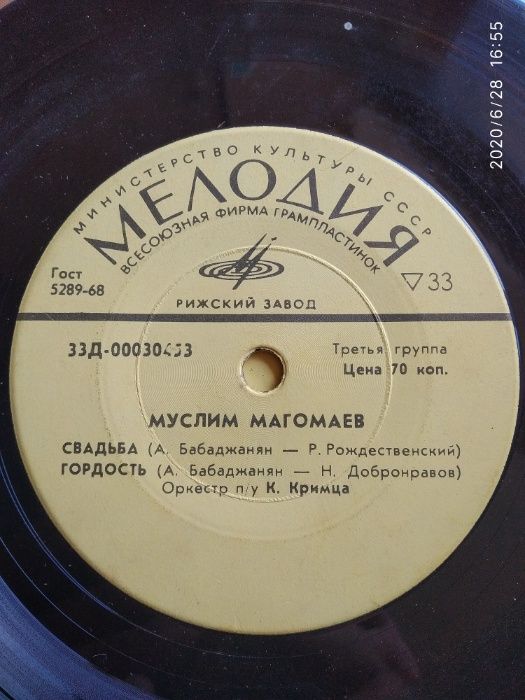 МИНИСТЕРСТВО КУЛЬТУРЫ СССР
МЕЛОДИЯ
ВСЕСОЮЗНАЯ ФИРМА ГРАМПЛАСТИНОК
Гост
5289-68
▽33
РИЖСКИЙ ЗАВОД
Третья группа
Цена 70 коп.
МУСЛИМ МАГОМАЕВ
СВАДЬБА (А. Бабаджанян — Р. Рождественский)
ГОРДОСТЬ (А. Бабаджанян — Н. Добронравов)
Оркестр п/у К. Кримца
2020/6/28 16:55